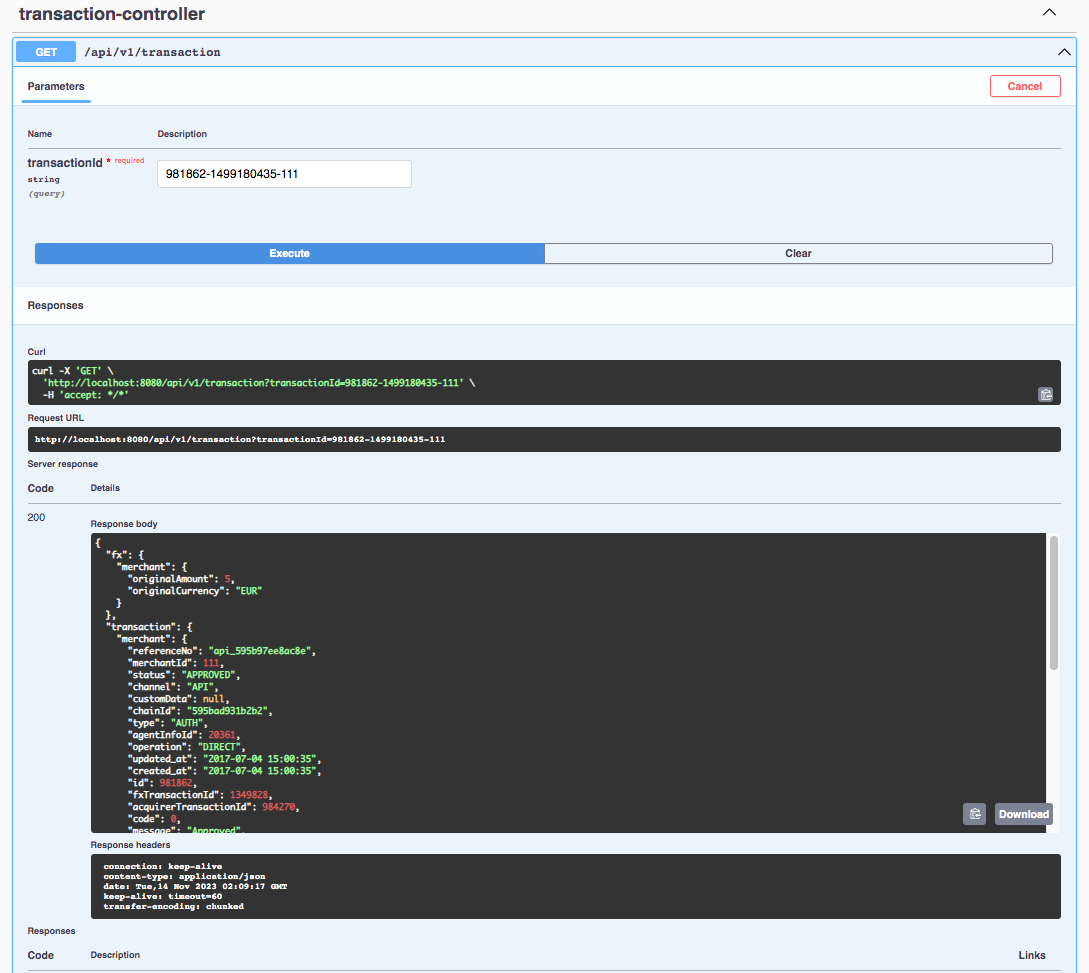 transaction-controller
GET /api/v1/transaction
Parameters
Cancel
Name Description
transactionId * required
981862-1499180435-111
string
(query)
Execute Clear
Responses
Curl
curl -X 'GET' \
'http://localhost:8080/api/v1/transaction?transactionId=981862-1499180435-111' \
-H 'accept: */*'
Request URL
http://localhost:8080/api/v1/transaction?transactionId=981862-1499180435-111
Server response
Code Details
200
Response body
{
"fx": {
"merchant": {
"originalAmount": 5,
"originalCurrency": "EUR"
}
},
"transaction": {
"merchant": {
"referenceNo": "api_595b97ee8ac8e",
"merchantId": 111,
"status": "APPROVED",
"channel": "API",
"customData": null,
"chainId": "595bad931b2b2",
"type": "AUTH",
"agentInfoId": 20361,
"operation": "DIRECT",
"updated_at": "2017-07-04 15:00:35",
"created_at": "2017-07-04 15:00:35",
"id": 981862,
"fxTransactionId": 1349828,
"acquirerTransactionId": 984270,
"code": 0,
"message": "Approved",
Download
Response headers
connection: keep-alive
content-type: application/json
date: Tue,14 Nov 2023 02:09:17 GMT
keep-alive: timeout=60
transfer-encoding: chunked
Responses
Code Description Links